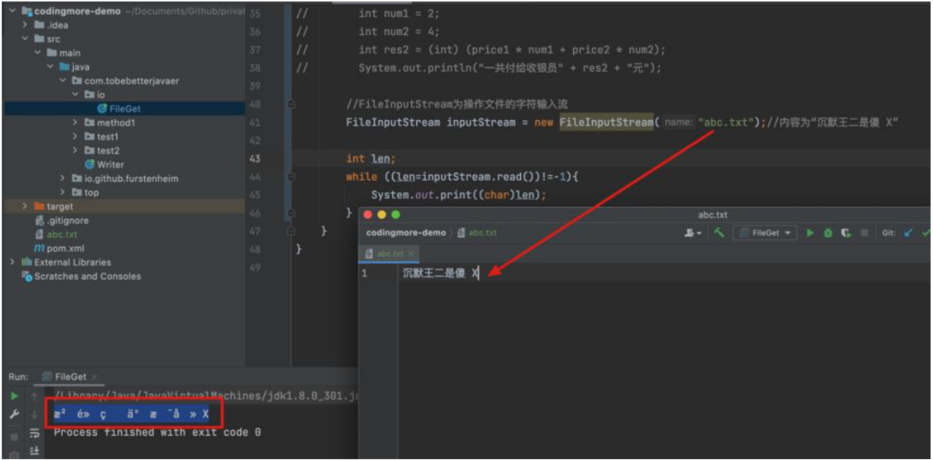 codingmore-demo ~/Documents/Github/privat
.idea
src
main
java
com.tobebetterjavaer
io
FileGet
method1
test1
test2
Writer
io.github.furstenheim
top
target
.gitignore
abc.txt
pom.xml
External Libraries
Scratches and Consoles
35 // int num1 = 2;
36 // int num2 = 4;
37 // int res2 = (int) (price1 * num1 + price2 * num2);
38 // System.out.println("一共付给收银员" + res2 + "元");
39
40 //FileInputStream为操作文件的字符输入流
41 FileInputStream inputStream = new FileInputStream( name: "abc.txt");//内容为“沉默王二是傻 X”
42
43 int len;
44 while ((len=inputStream.read())!=-1){
45 System.out.print((char)len);
46 }
47 }
48 }
49
abc.txt
codingmore-demo abc.txt
FileGet
Git:
abc.txt
1 沉默王二是傻 X
Run: FileGet
/Library/Java/JavaVirtualMachines/jdk1.8.0_301.j
æ² é» ç äº æ ¯å » X
Process finished with exit code 0